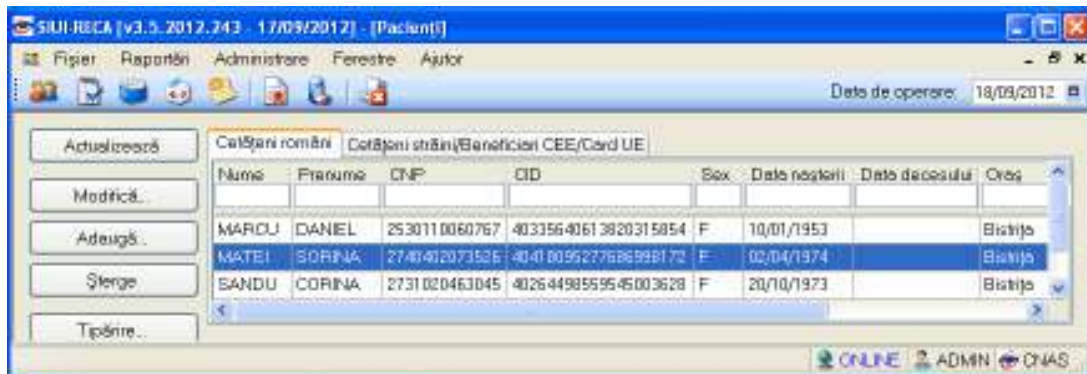 SIUI-RECA [v3.5.2012.243 - 17/09/2012] - [Pacienti]
Fișier Raportări Administrare Ferestre Ajutor
Data de operare: 18/09/2012
Actualizează
Modifică...
Adaugă...
Șterge
Tipărire...
Cetățeni români Cetățeni străini/Beneficiari CEE/Card UE
Nume Prenume CNP CID Sex Data nașterii Data decesului Oraș
MARCU DANIEL 2530110060767 40335640613820315854 F 10/01/1953 Bistrița
MATEI SORINA 2740402073526 40418095277686998172 F 02/04/1974 Bistrița
SANDU CORINA 2731020463045 40264498559545003628 F 20/10/1973 Bistrița
ONLINE ADMIN CNAS